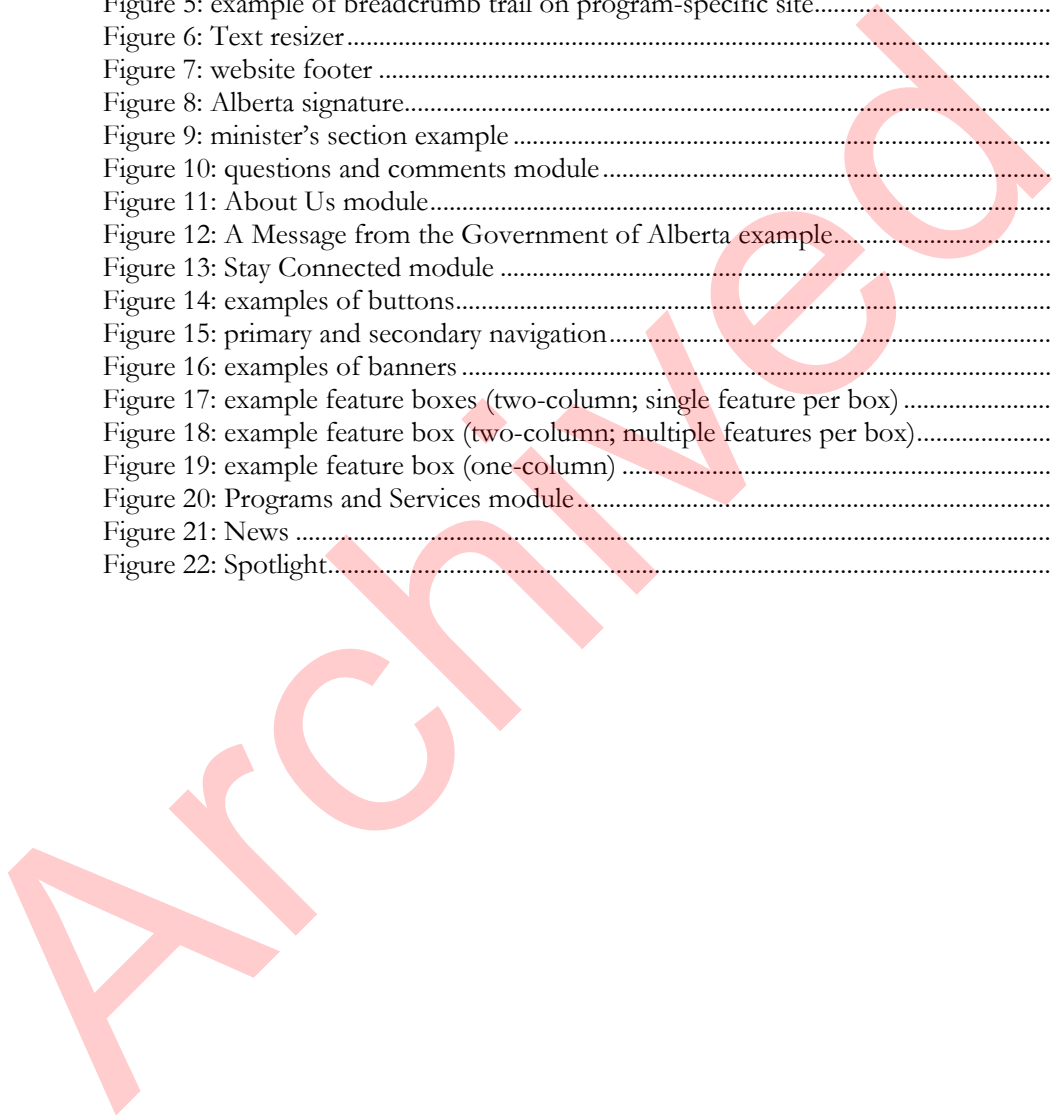 Figure 5: example of breadcrumb trail on program-specific site..........................................
Figure 6: Text resizer..........................................................................................................
Figure 7: website footer ......................................................................................................
Figure 8: Alberta signature..................................................................................................
Figure 9: minister's section example ...................................................................................
Figure 10: questions and comments module.......................................................................
Figure 11: About Us module...............................................................................................
Figure 12: A Message from the Government of Alberta example.......................................
Figure 13: Stay Connected module .....................................................................................
Figure 14: examples of buttons...........................................................................................
Figure 15: primary and secondary navigation......................................................................
Figure 16: examples of banners ..........................................................................................
Figure 17: example feature boxes (two-column; single feature per box) .............................
Figure 18: example feature box (two-column; multiple features per box)...........................
Figure 19: example feature box (one-column) ....................................................................
Figure 20: Programs and Services module..........................................................................
Figure 21: News ..................................................................................................................
Figure 22: Spotlight.............................................................................................................
Archived